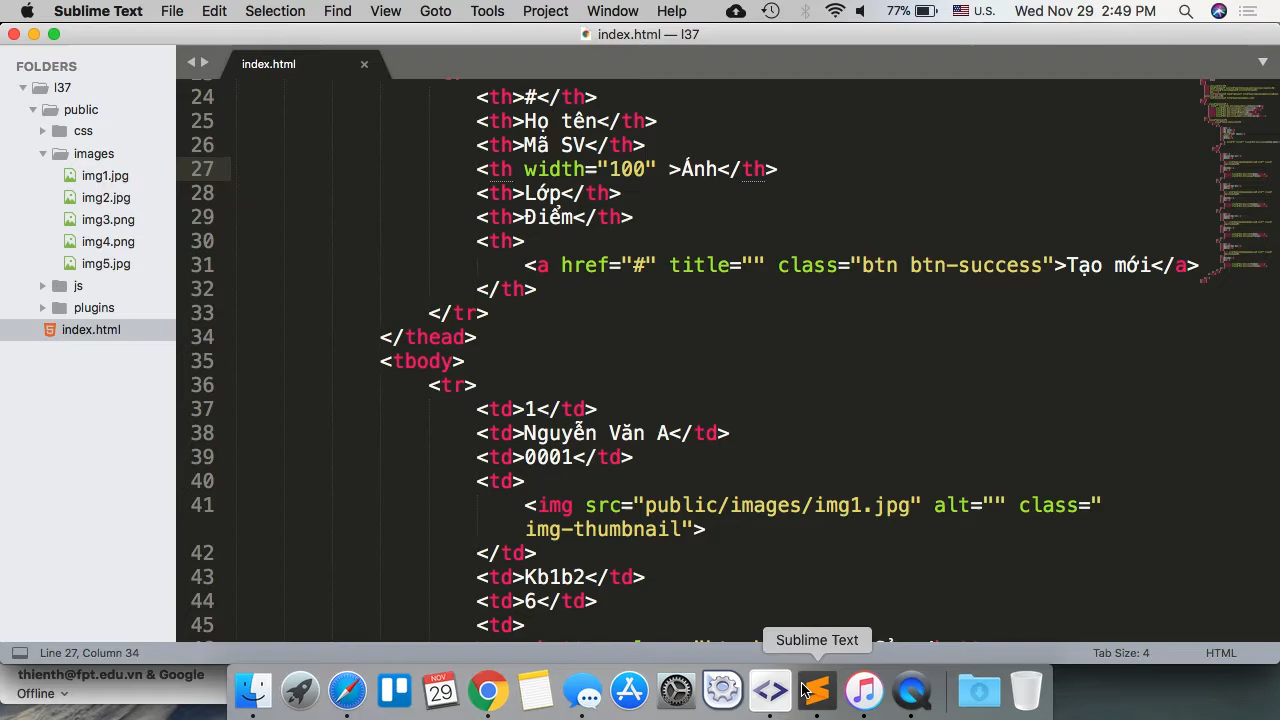 Sublime Text File Edit Selection Find View Goto Tools Project Window Help 77% U.S. Wed Nov 29 2:49 PM
index.html — l37
FOLDERS
l37
public
css
images
img1.jpg
img2.jpg
img3.png
img4.png
img5.jpg
js
plugins
index.html
index.html
24 <th>#</th>
25 <th>Họ tên</th>
26 <th>Mã SV</th>
27 <th width="100" >Ánh</th>
28 <th>Lớp</th>
29 <th>Điểm</th>
30 <th>
31 <a href="#" title="" class="btn btn-success">Tạo mới</a>
32 </th>
33 </tr>
34 </thead>
35 <tbody>
36 <tr>
37 <td>1</td>
38 <td>Nguyễn Văn A</td>
39 <td>0001</td>
40 <td>
41 <img src="public/images/img1.jpg" alt="" class="
img-thumbnail">
42 </td>
43 <td>Kb1b2</td>
44 <td>6</td>
45 <td>
Sublime Text
Line 27, Column 34 Tab Size: 4 HTML
thienth@fpt.edu.vn & Google
Offline
NOV
29